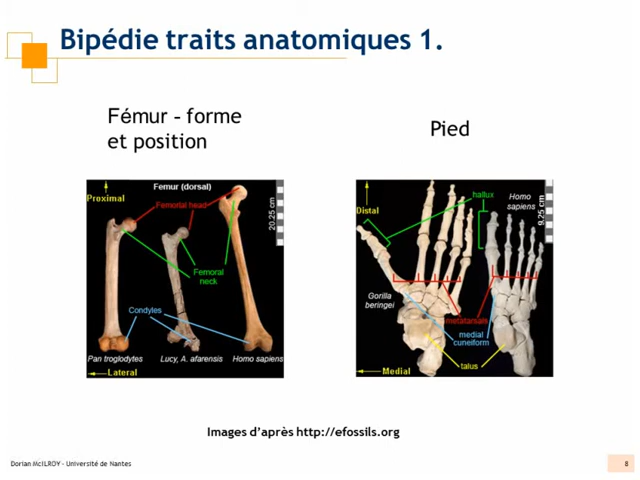 Bipédie traits anatomiques 1.
Fémur - forme
et position
Pied
Proximal
Femur (dorsal)
Femoral head
20.25 cm
Femoral
neck
Condyles
Pan troglodytes
Lucy, A. afarensis
Homo sapiens
Lateral
Distal
hallux
Homo
sapiens
9.25 cm
Gorilla
beringei
metatarsals
medial
cuneiform
talus
Medial
Images d’après http://efossils.org
Dorian McILROY - Université de Nantes
8